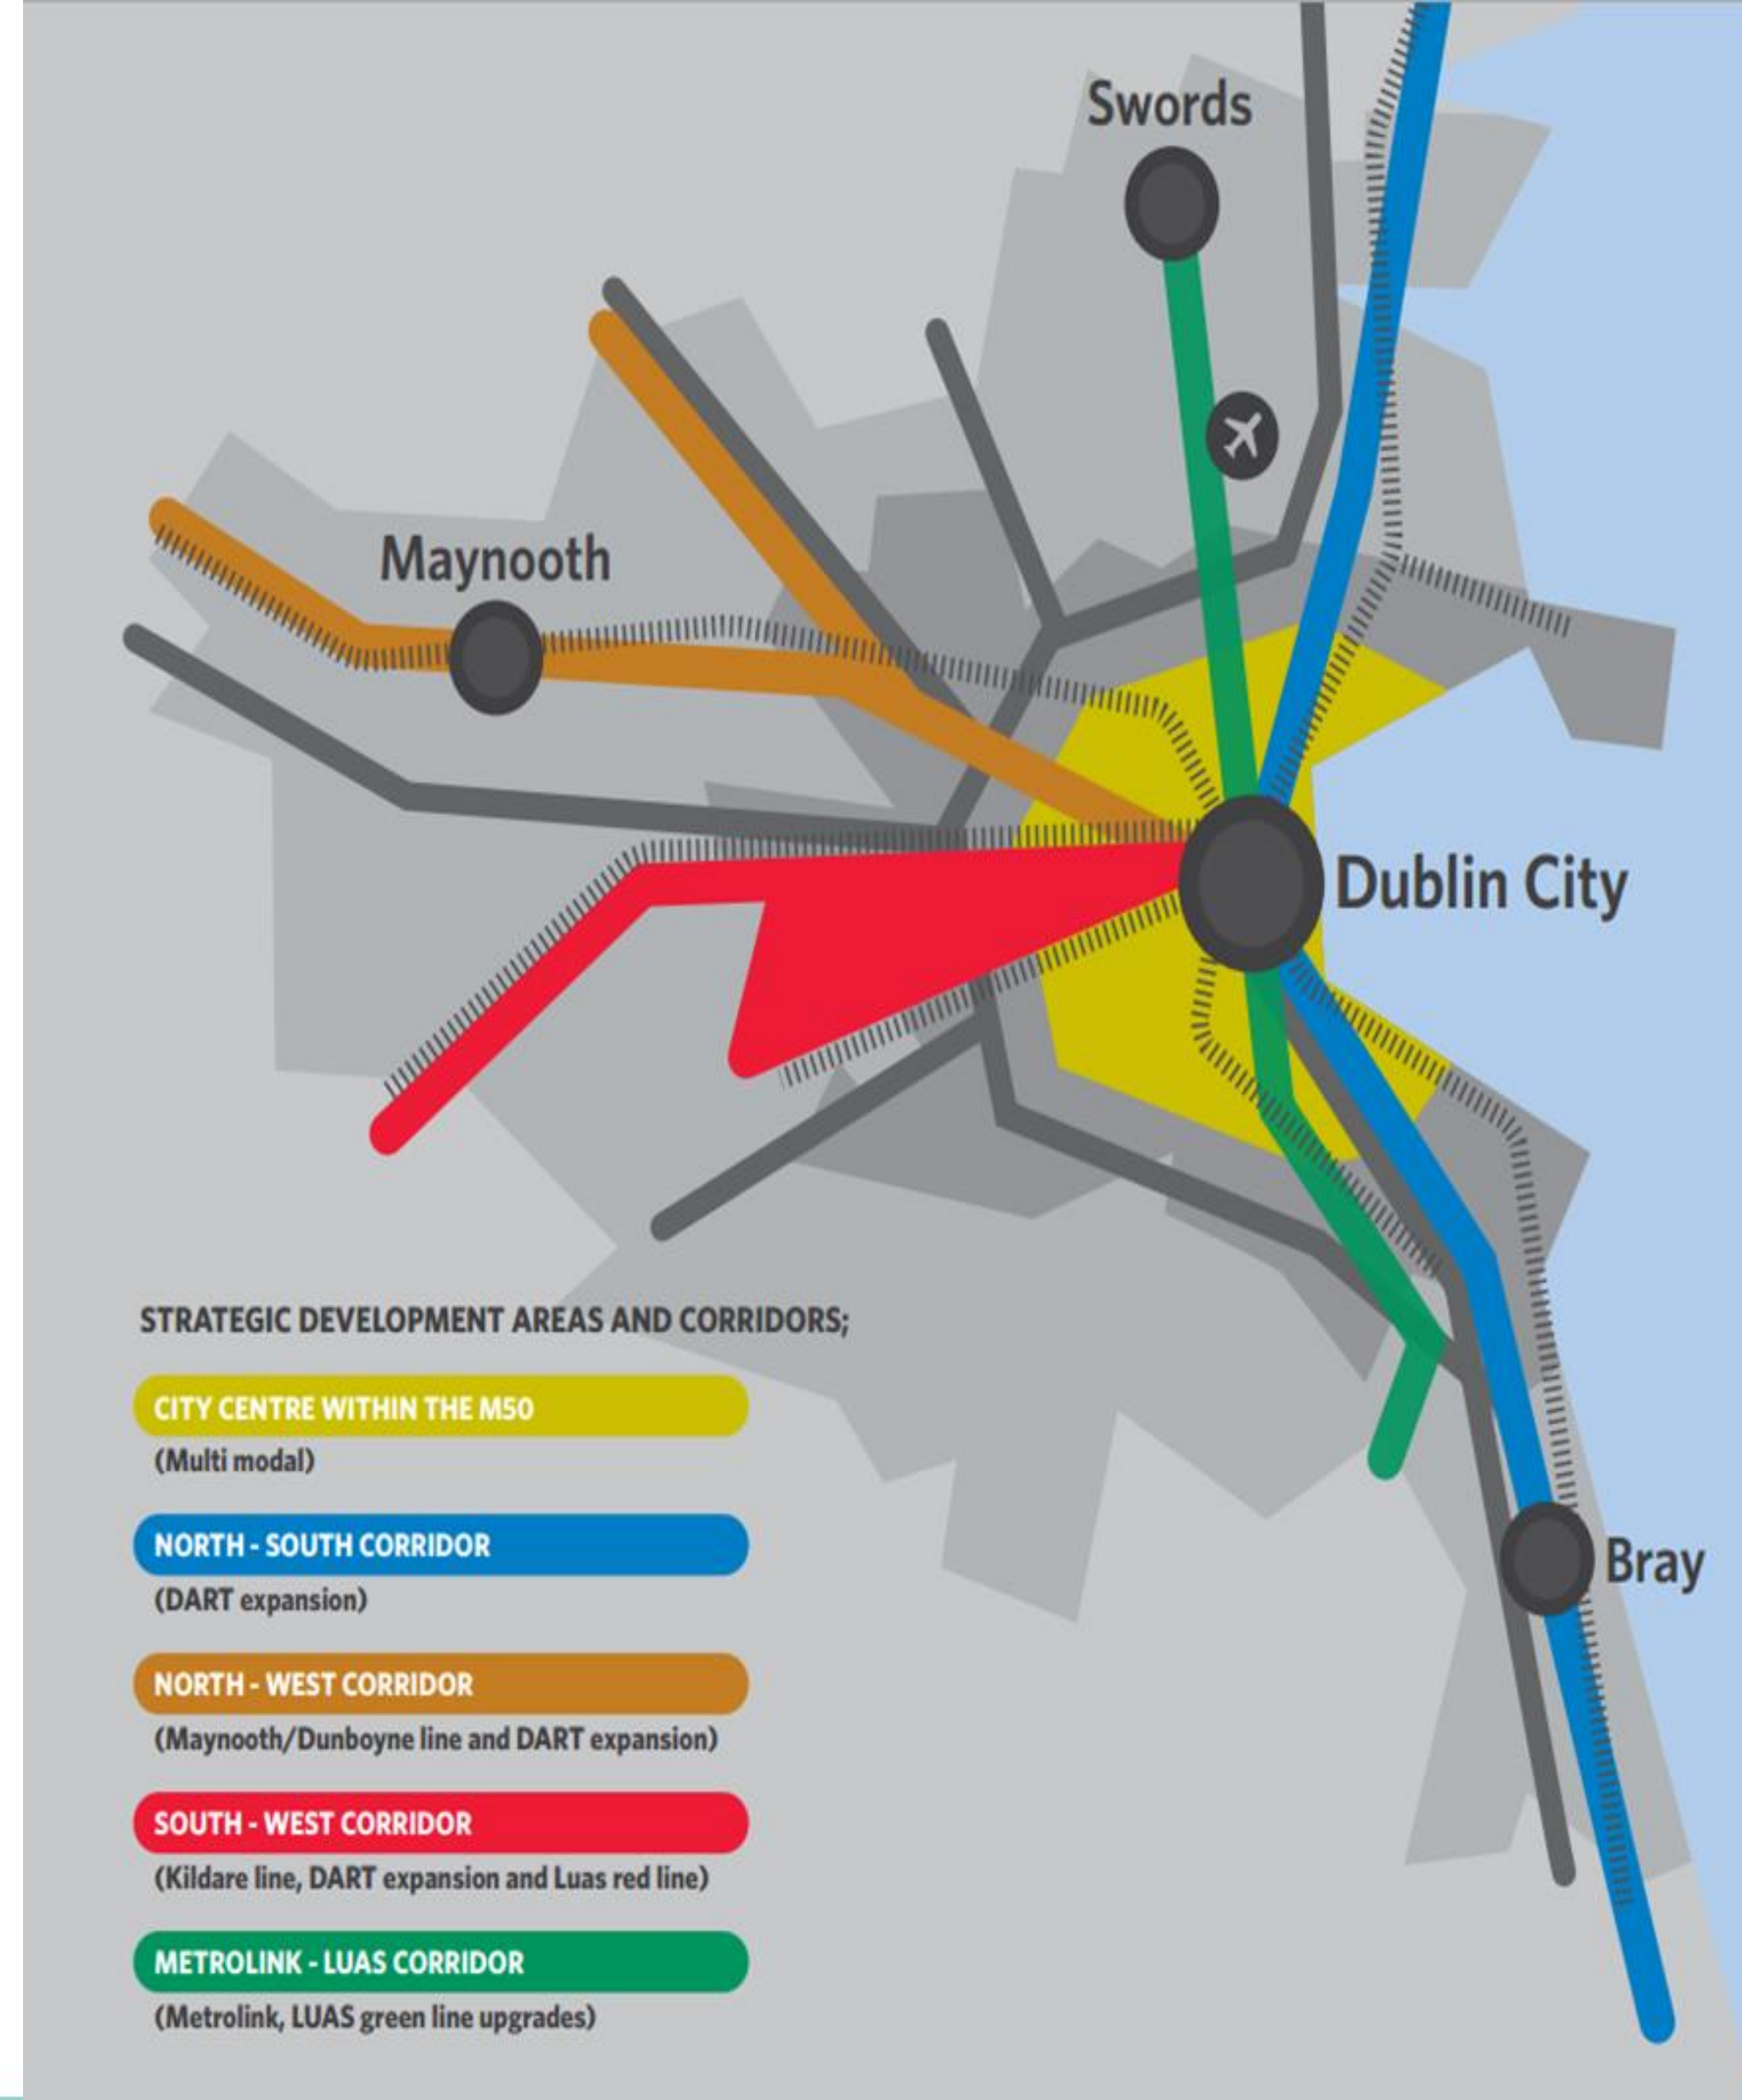 Swords
Maynooth
Dublin City
Bray
STRATEGIC DEVELOPMENT AREAS AND CORRIDORS;
CITY CENTRE WITHIN THE M50
(Multi modal)
NORTH - SOUTH CORRIDOR
(DART expansion)
NORTH - WEST CORRIDOR
(Maynooth/Dunboyne line and DART expansion)
SOUTH - WEST CORRIDOR
(Kildare line, DART expansion and Luas red line)
METROLINK - LUAS CORRIDOR
(Metrolink, LUAS green line upgrades)